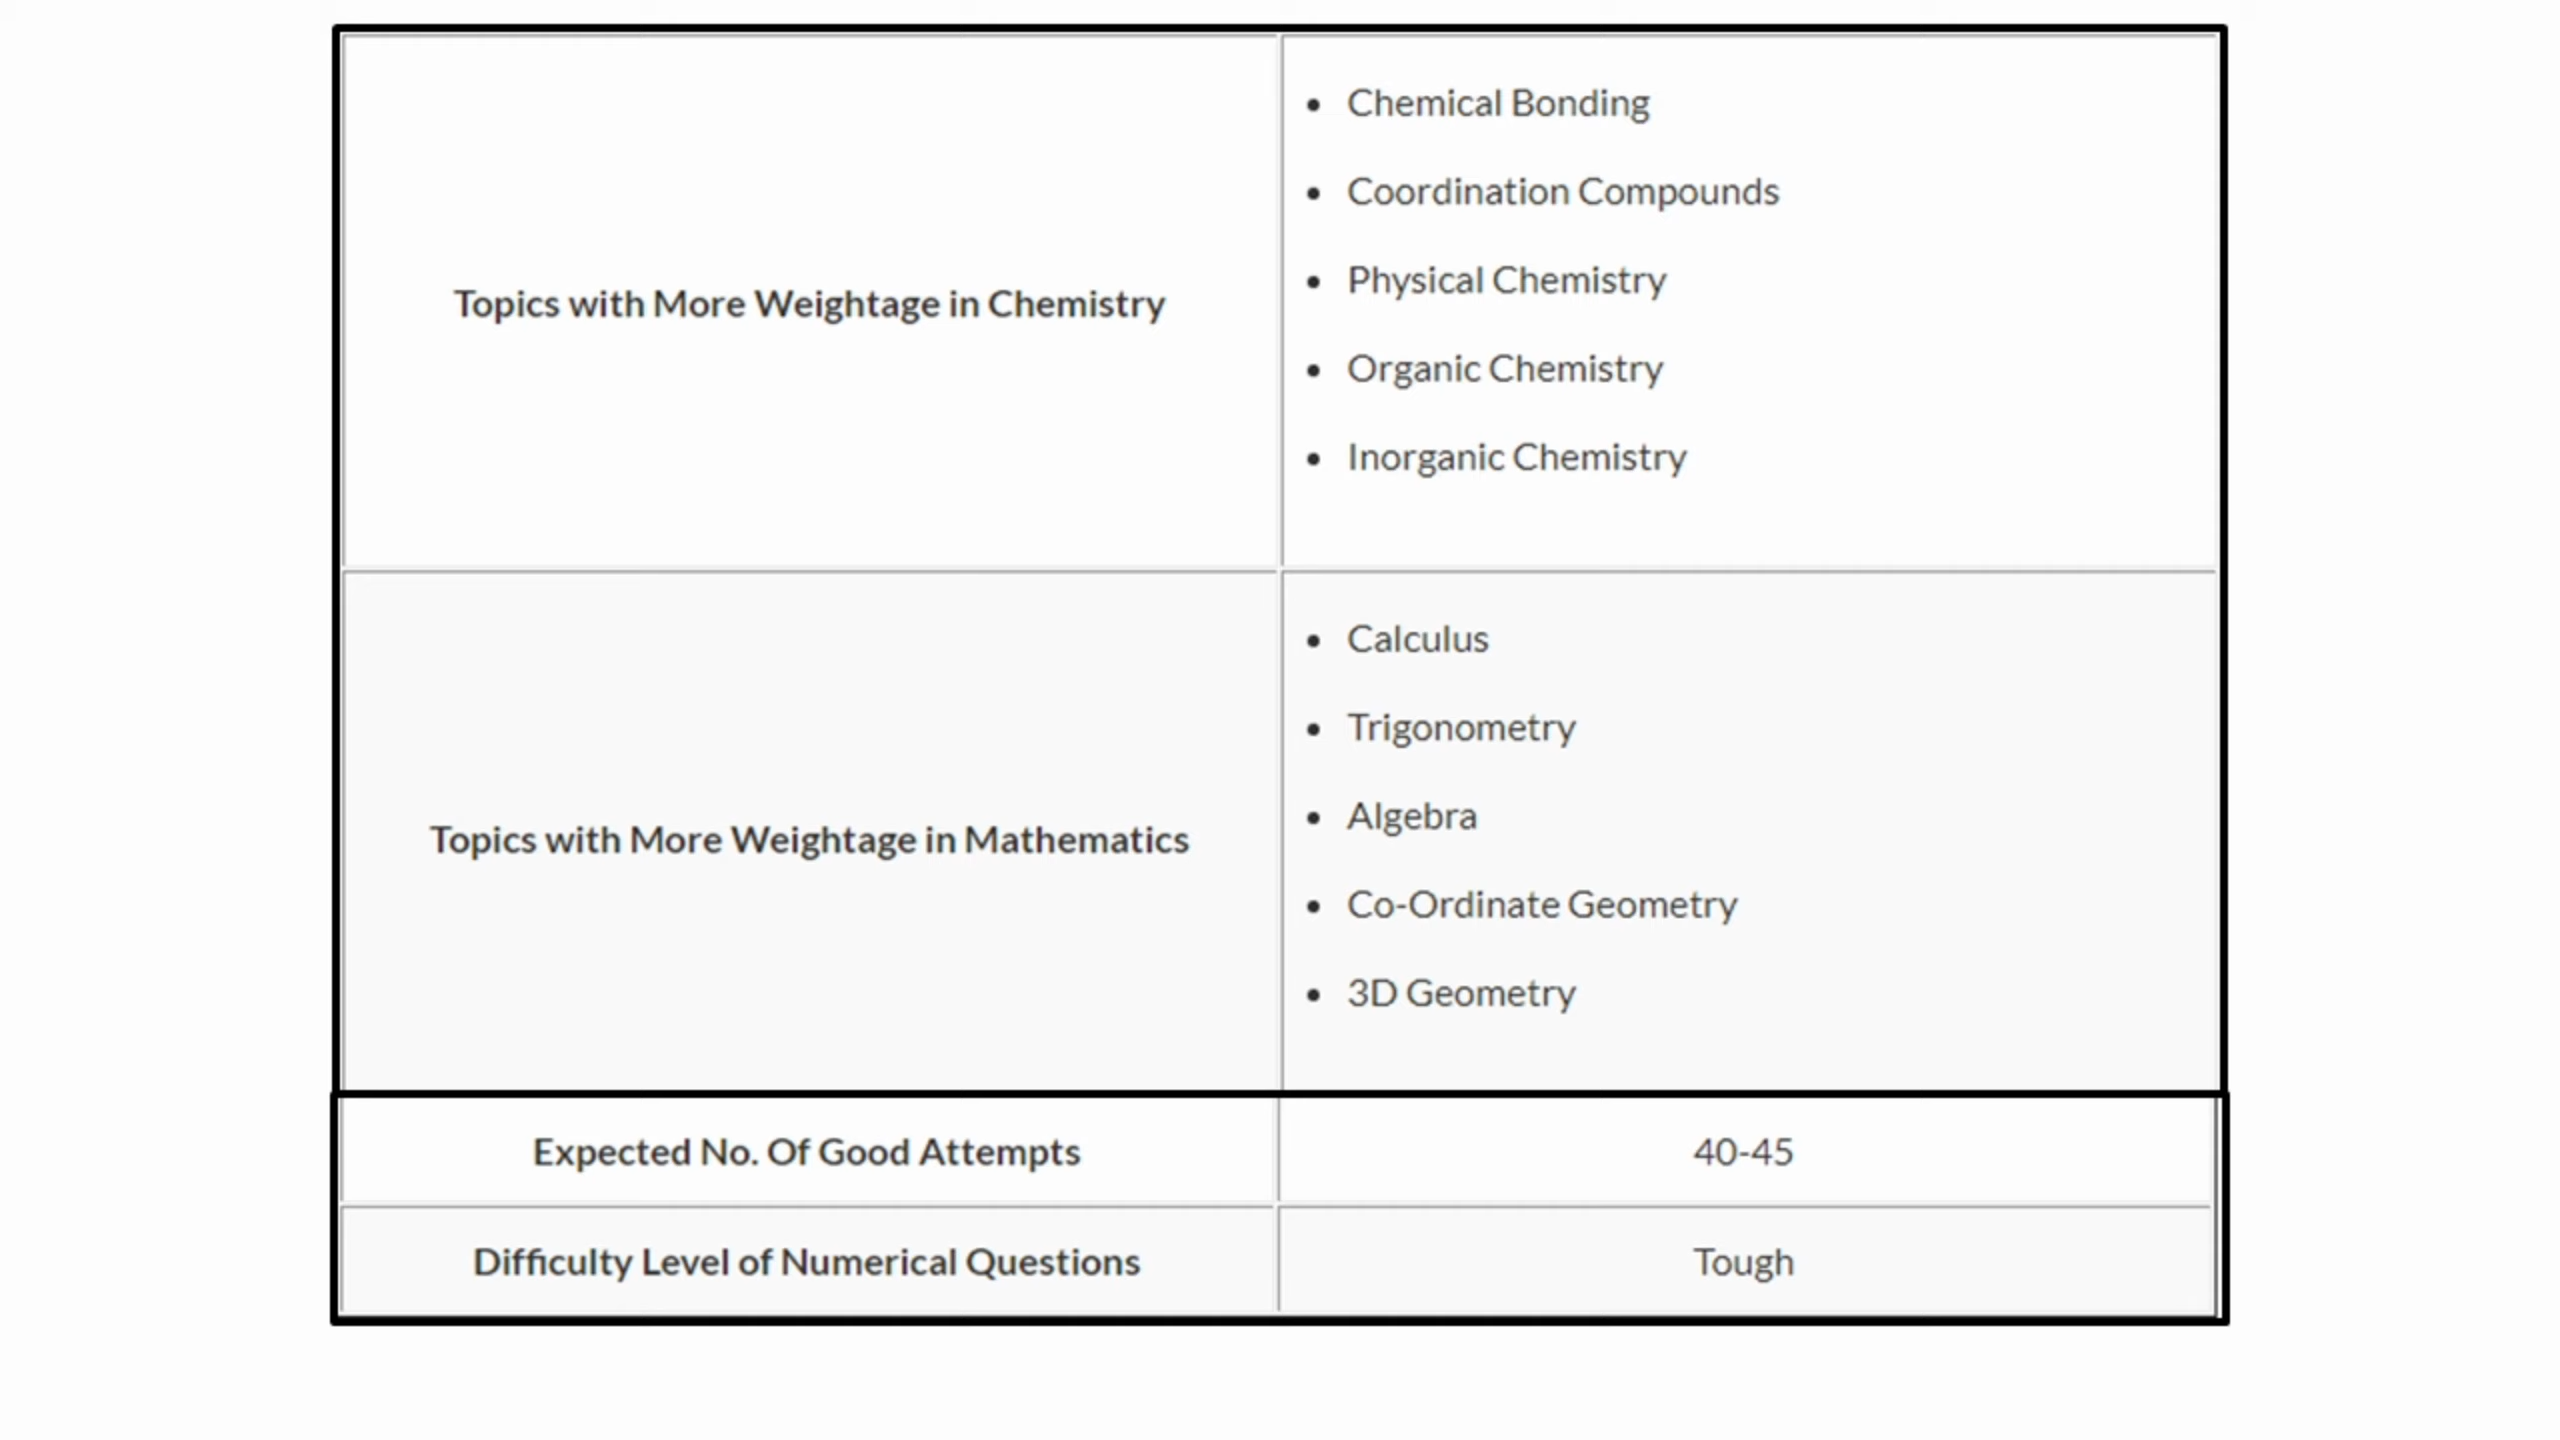 Topics with More Weightage in Chemistry
• Chemical Bonding
• Coordination Compounds
• Physical Chemistry
• Organic Chemistry
• Inorganic Chemistry
Topics with More Weightage in Mathematics
• Calculus
• Trigonometry
• Algebra
• Co-Ordinate Geometry
• 3D Geometry
Expected No. Of Good Attempts
40-45
Difficulty Level of Numerical Questions
Tough